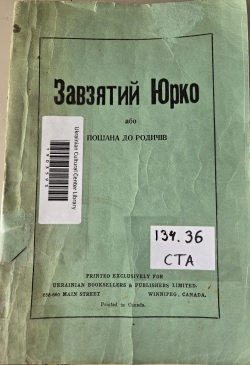 Завзятий Юрко
або
ПОШАНА ДО РОДИЧІВ
Ukrainian Cultural Center Library
134.36
СТА
PRINTED EXCLUSIVELY FOR
UKRAINIAN BOOKSELLERS & PUBLISHERS LIMITED.
MAIN STREET WINNIPEG, CANADA.
Printed in Canada.